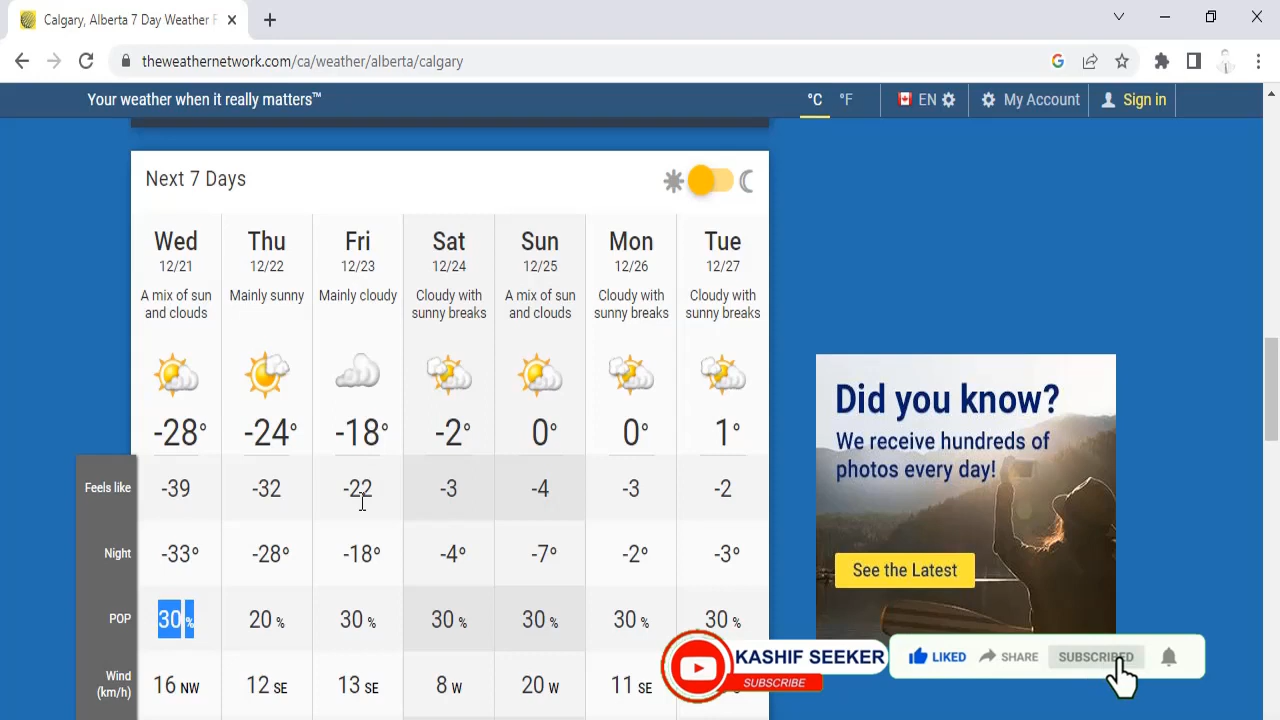 Calgary, Alberta 7 Day Weather F
theweathernetwork.com/ca/weather/alberta/calgary
Your weather when it really matters™
°C °F EN My Account Sign in
Next 7 Days
Wed Thu Fri Sat Sun Mon Tue
12/21 12/22 12/23 12/24 12/25 12/26 12/27
A mix of sun Mainly sunny Mainly cloudy Cloudy with A mix of sun Cloudy with Cloudy with
and clouds sunny breaks and clouds sunny breaks sunny breaks
-28° -24° -18° -2° 0° 0° 1°
Feels like -39 -32 -22 -3 -4 -3 -2
Night -33° -28° -18° -4° -7° -2° -3°
POP 30 % 20 % 30 % 30 % 30 % 30 % 30 %
Wind
(km/h) 16 NW 12 SE 13 SE 8 W 20 W 11 SE
Did you know?
We receive hundreds of
photos every day!
See the Latest
KASHIF SEEKER
SUBSCRIBE
LIKED SHARE SUBSCRIBED